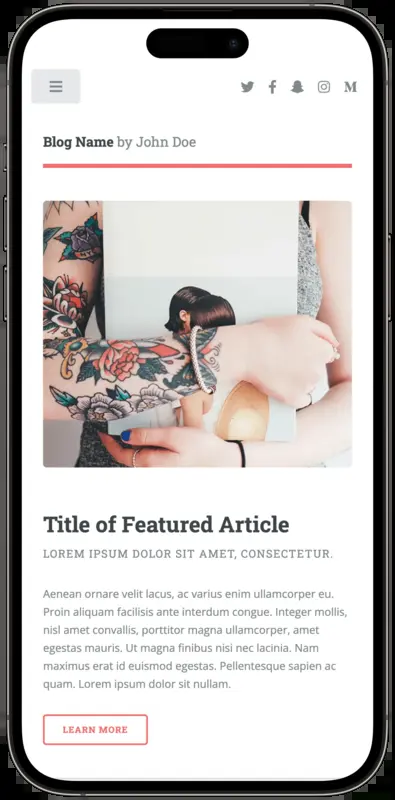 Blog Name by John Doe
Title of Featured Article
LOREM IPSUM DOLOR SIT AMET, CONSECTETUR.
Aenean ornare velit lacus, ac varius enim ullamcorper eu.
Proin aliquam facilisis ante interdum congue. Integer mollis,
nisl amet convallis, porttitor magna ullamcorper, amet
egestas mauris. Ut magna finibus nisi nec lacinia. Nam
maximus erat id euismod egestas. Pellentesque sapien ac
quam. Lorem ipsum dolor sit nullam.
LEARN MORE